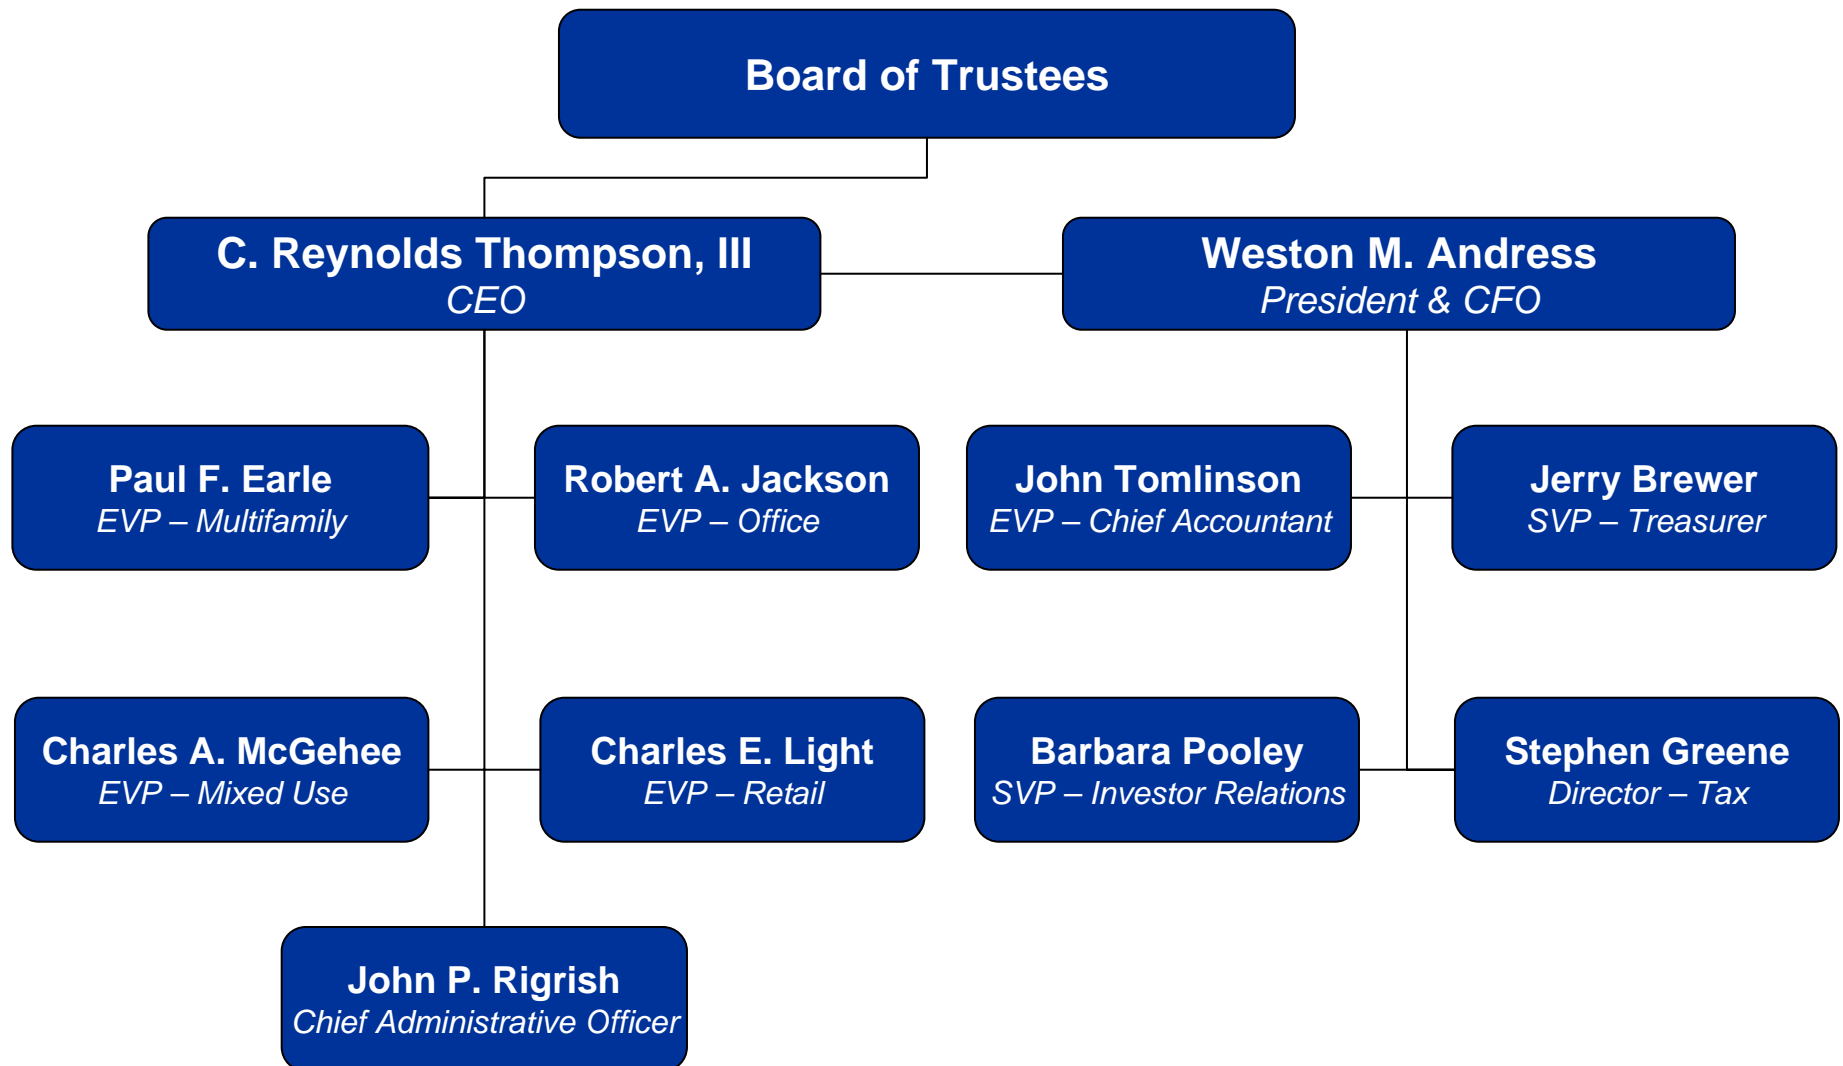 Board of Trustees
C. Reynolds Thompson, III
CEO
Weston M. Andress
President & CFO
Paul F. Earle
EVP – Multifamily
Robert A. Jackson
EVP – Office
John Tomlinson
EVP – Chief Accountant
Jerry Brewer
SVP – Treasurer
Charles A. McGehee
EVP – Mixed Use
Charles E. Light
EVP – Retail
Barbara Pooley
SVP – Investor Relations
Stephen Greene
Director – Tax
John P. Rigrish
Chief Administrative Officer